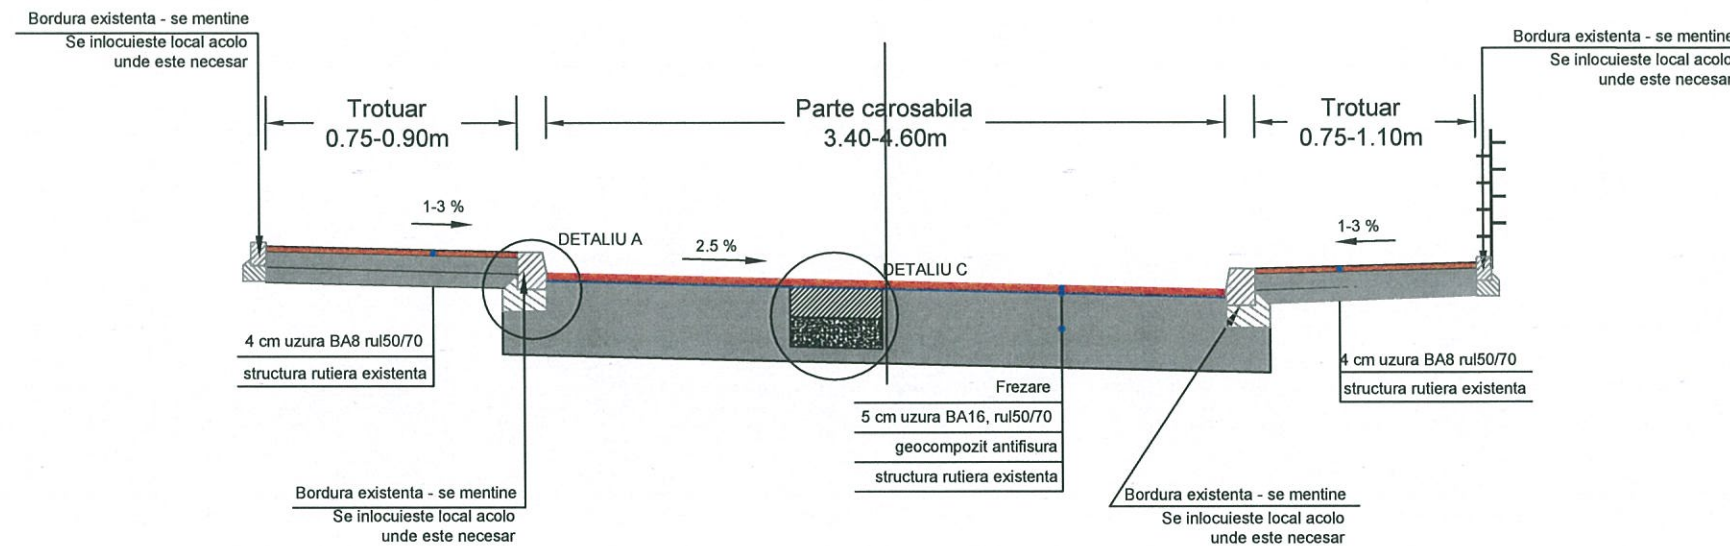 Bordura existenta - se mentine
Se inlocuieste local acolo
unde este necesar
Bordura existenta - se mentine
Se inlocuieste local acolo
unde este necesar
Trotuar
0.75-0.90m
Parte carosabila
3.40-4.60m
Trotuar
0.75-1.10m
1-3 %
DETALIU A
2.5 %
DETALIU C
1-3 %
4 cm uzura BA8 rul50/70
structura rutiera existenta
Frezare
5 cm uzura BA16, rul50/70
geocompozit antifisura
structura rutiera existenta
4 cm uzura BA8 rul50/70
structura rutiera existenta
Bordura existenta - se mentine
Se inlocuieste local acolo
unde este necesar
Bordura existenta - se mentine
Se inlocuieste local acolo
unde este necesar